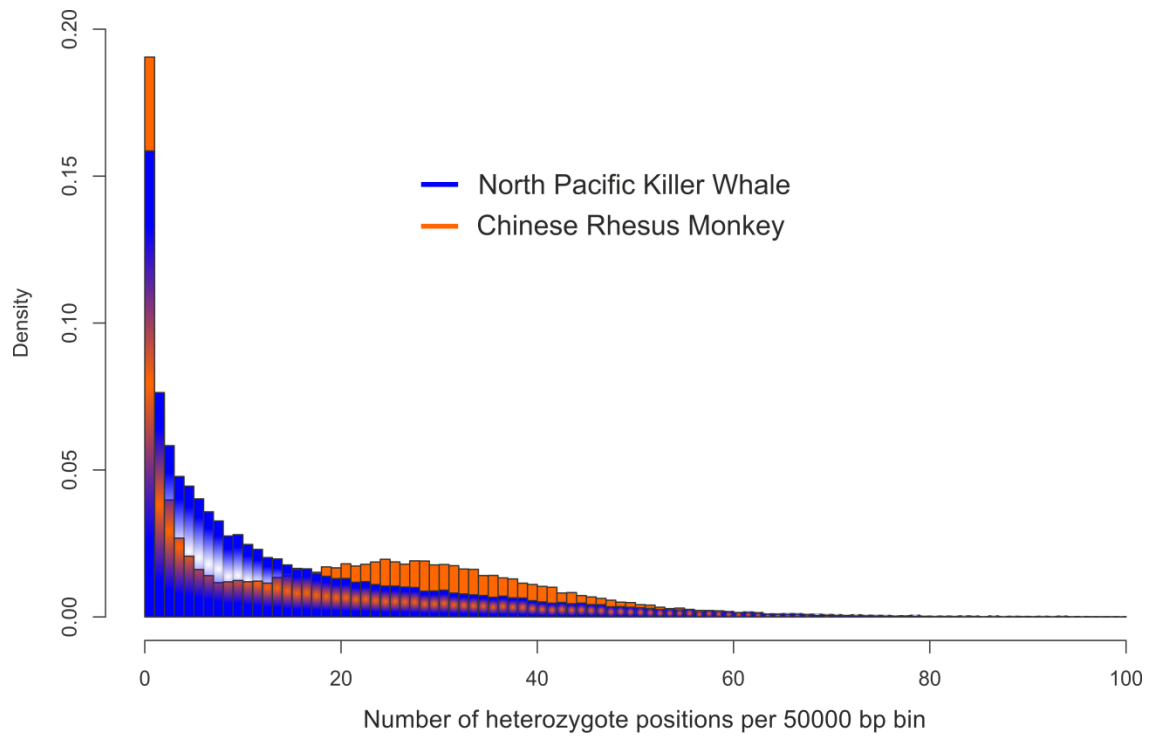 0.20
0.15
0.10
0.05
0.00
Density
North Pacific Killer Whale
Chinese Rhesus Monkey
0 20 40 60 80 100
Number of heterozygote positions per 50000 bp bin